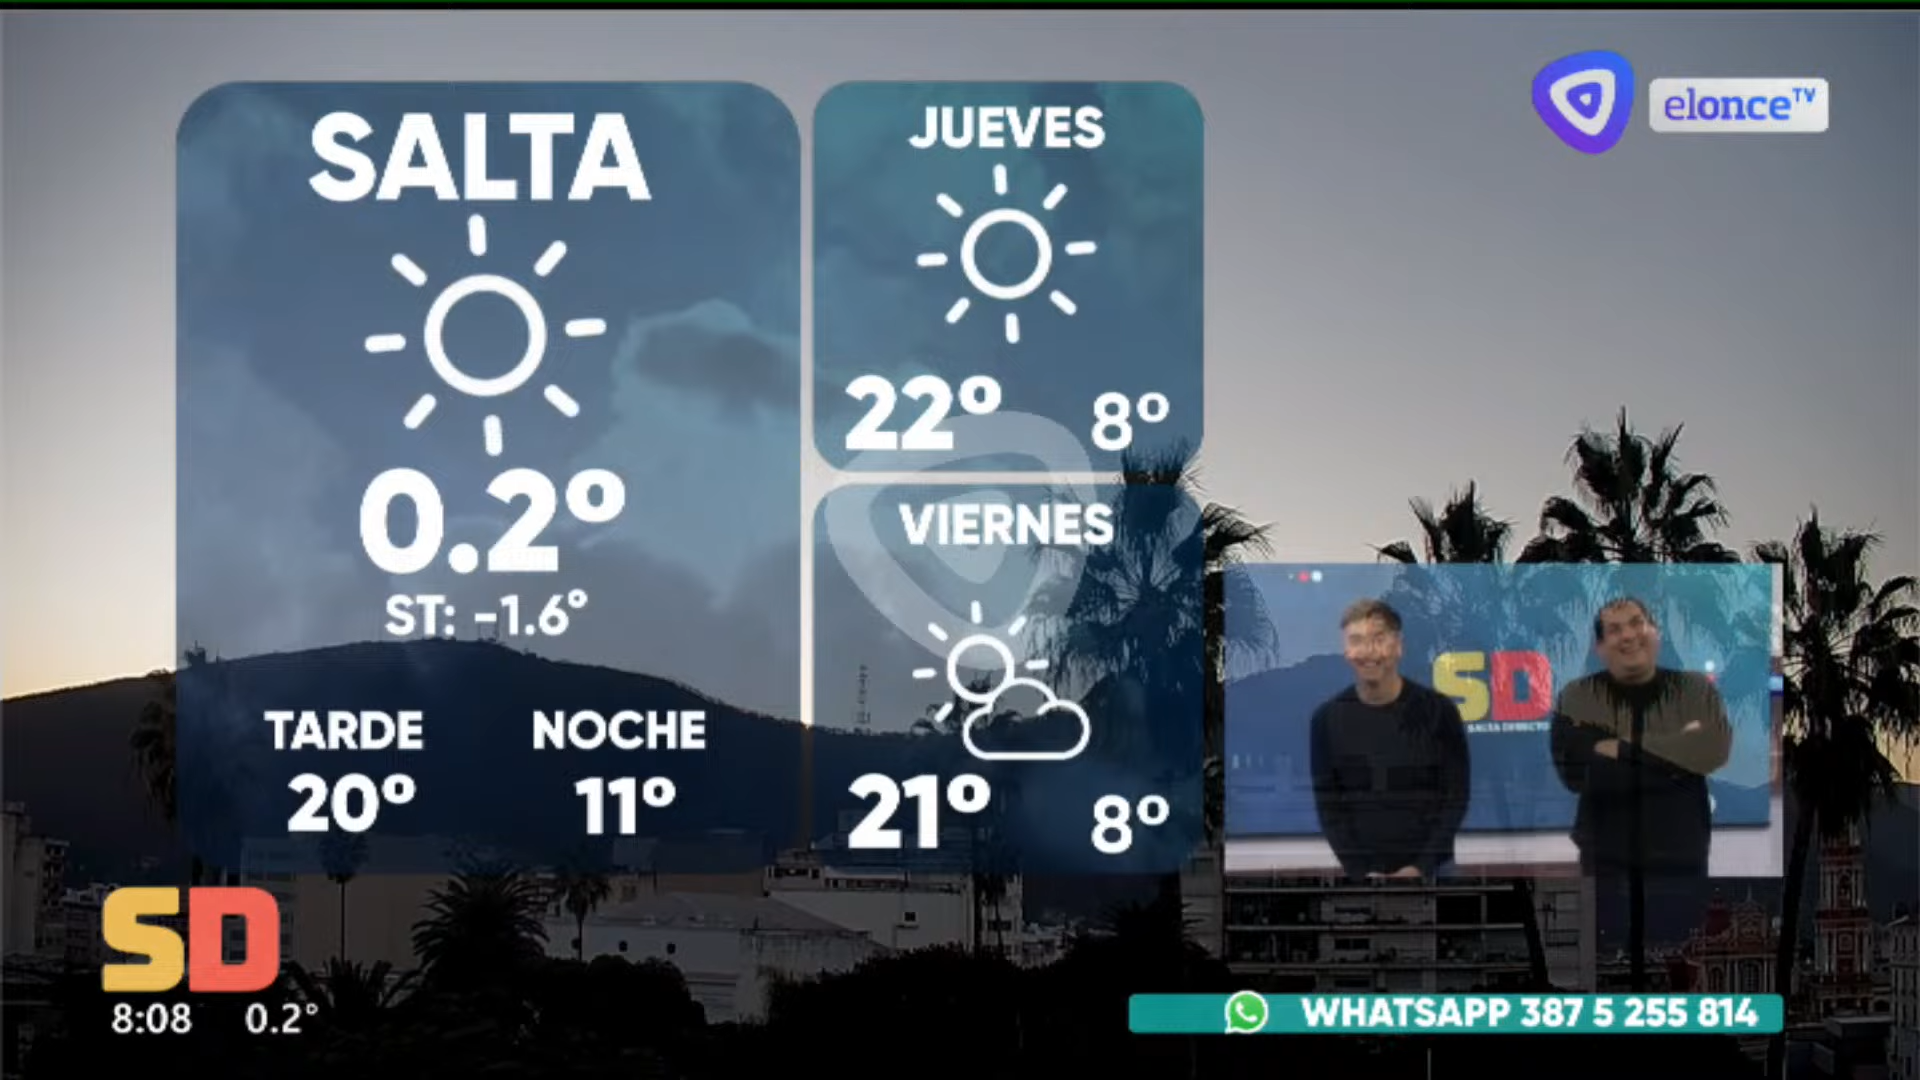 SALTA
0.2°
ST: -1.6°
TARDE
20°
NOCHE
11°
JUEVES
22° 8°
VIERNES
21° 8°
elonce TV
SD
SALTA DIRECTO
SD
8:08 0.2°
WHATSAPP 387 5 255 814